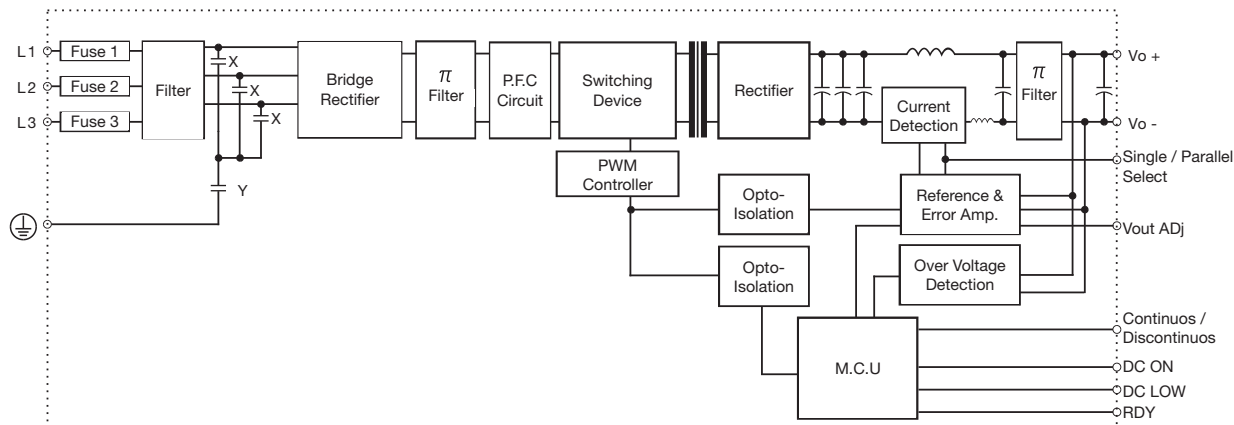 L1
Fuse 1
L2
Fuse 2
L3
Fuse 3
Filter
X
X
X
Y
Bridge
Rectifier
π
Filter
P.F.C
Circuit
Switching
Device
PWM
Controller
Rectifier
Current
Detection
π
Filter
Vo +
Vo -
Single / Parallel
Select
Opto-
Isolation
Reference &
Error Amp.
Vout ADj
Opto-
Isolation
Over Voltage
Detection
M.C.U
Continuos /
Discontinuos
DC ON
DC LOW
RDY